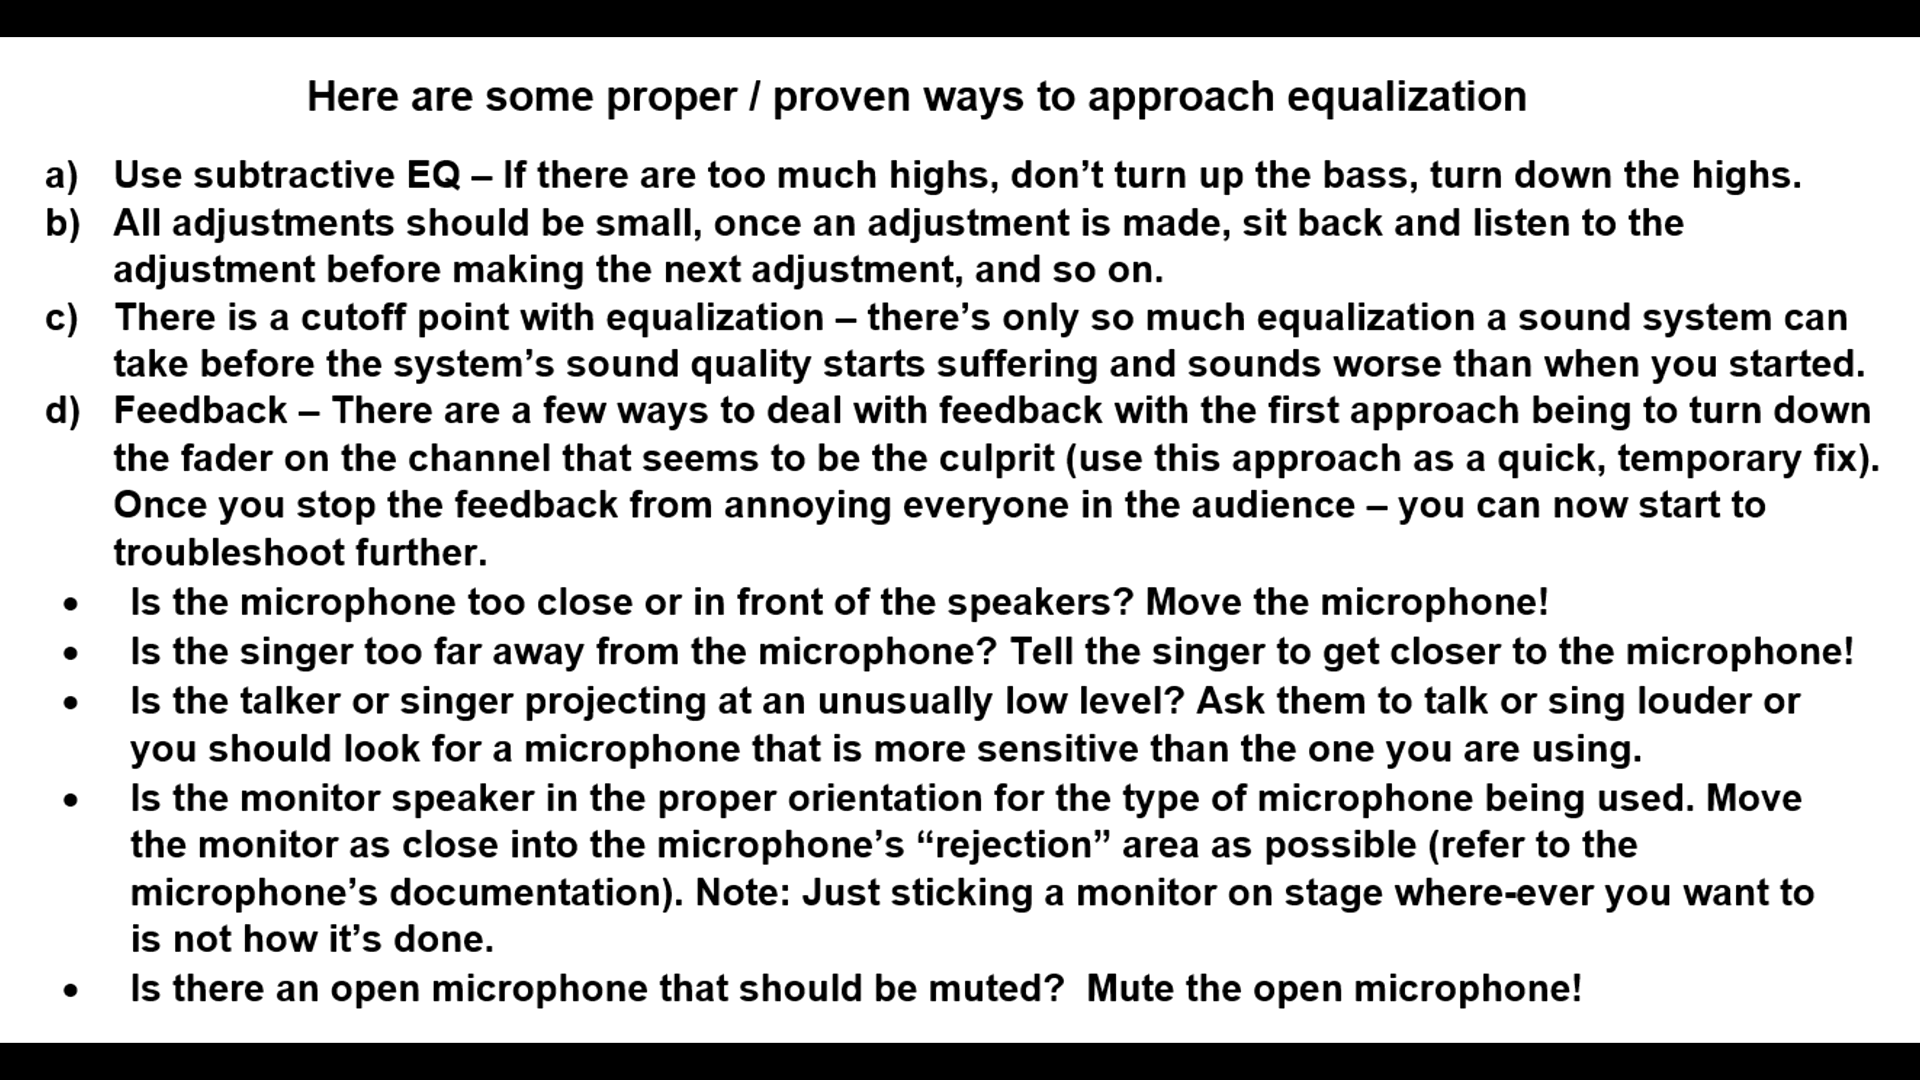 Here are some proper / proven ways to approach equalization
a) Use subtractive EQ – If there are too much highs, don’t turn up the bass, turn down the highs.
b) All adjustments should be small, once an adjustment is made, sit back and listen to the
adjustment before making the next adjustment, and so on.
c) There is a cutoff point with equalization – there’s only so much equalization a sound system can
take before the system’s sound quality starts suffering and sounds worse than when you started.
d) Feedback – There are a few ways to deal with feedback with the first approach being to turn down
the fader on the channel that seems to be the culprit (use this approach as a quick, temporary fix).
Once you stop the feedback from annoying everyone in the audience – you can now start to
troubleshoot further.
• Is the microphone too close or in front of the speakers? Move the microphone!
• Is the singer too far away from the microphone? Tell the singer to get closer to the microphone!
• Is the talker or singer projecting at an unusually low level? Ask them to talk or sing louder or
you should look for a microphone that is more sensitive than the one you are using.
• Is the monitor speaker in the proper orientation for the type of microphone being used. Move
the monitor as close into the microphone’s “rejection” area as possible (refer to the
microphone’s documentation). Note: Just sticking a monitor on stage where-ever you want to
is not how it’s done.
• Is there an open microphone that should be muted?  Mute the open microphone!